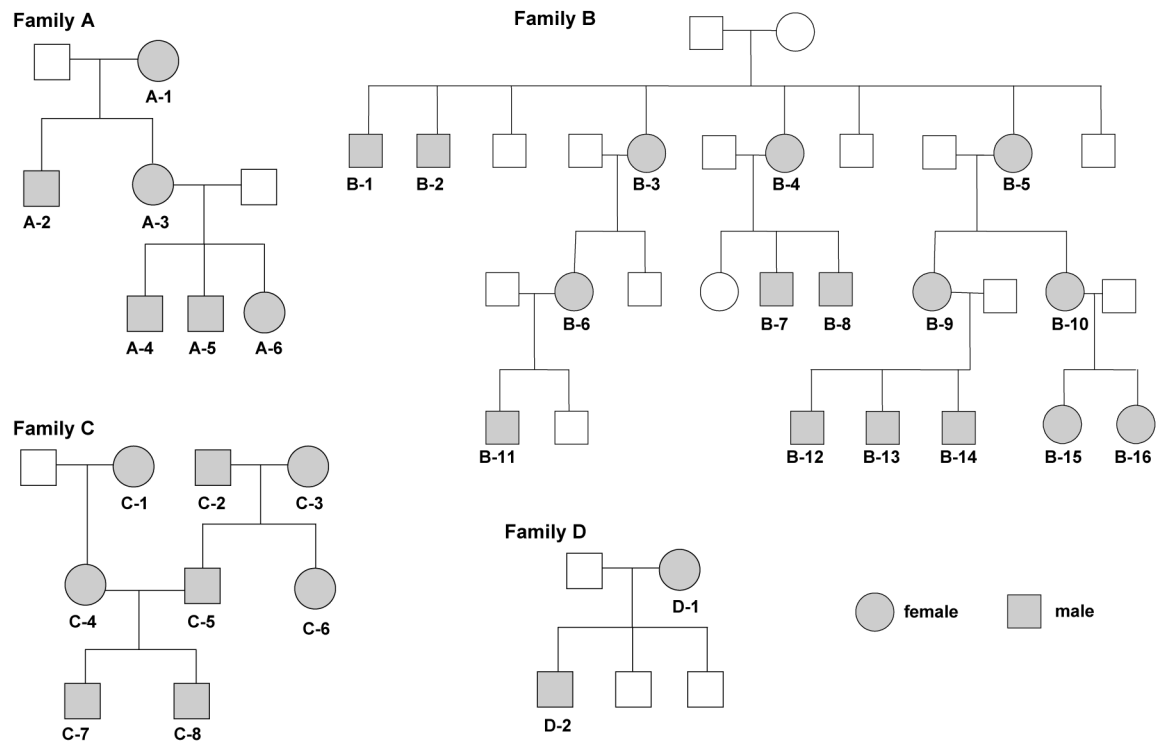 Family A
Family B
A-1
B-1
B-2
B-3
B-4
B-5
A-2
A-3
B-6
B-7
B-8
B-9
B-10
A-4
A-5
A-6
Family C
B-11
B-12
B-13
B-14
B-15
B-16
C-1
C-2
C-3
Family D
C-4
C-5
C-6
D-1
female
male
C-7
C-8
D-2